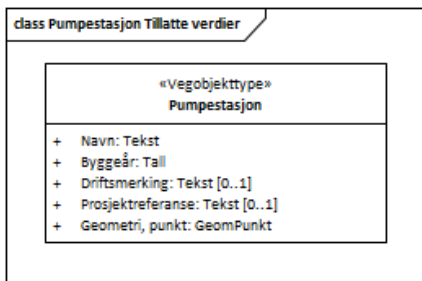 class Pumpestasjon Tillatte verdier
«Vegobjekttype»
Pumpestasjon
+ Navn: Tekst
+ Byggeår: Tall
+ Driftsmerking: Tekst [0..1]
+ Prosjektreferanse: Tekst [0..1]
+ Geometri, punkt: GeomPunkt